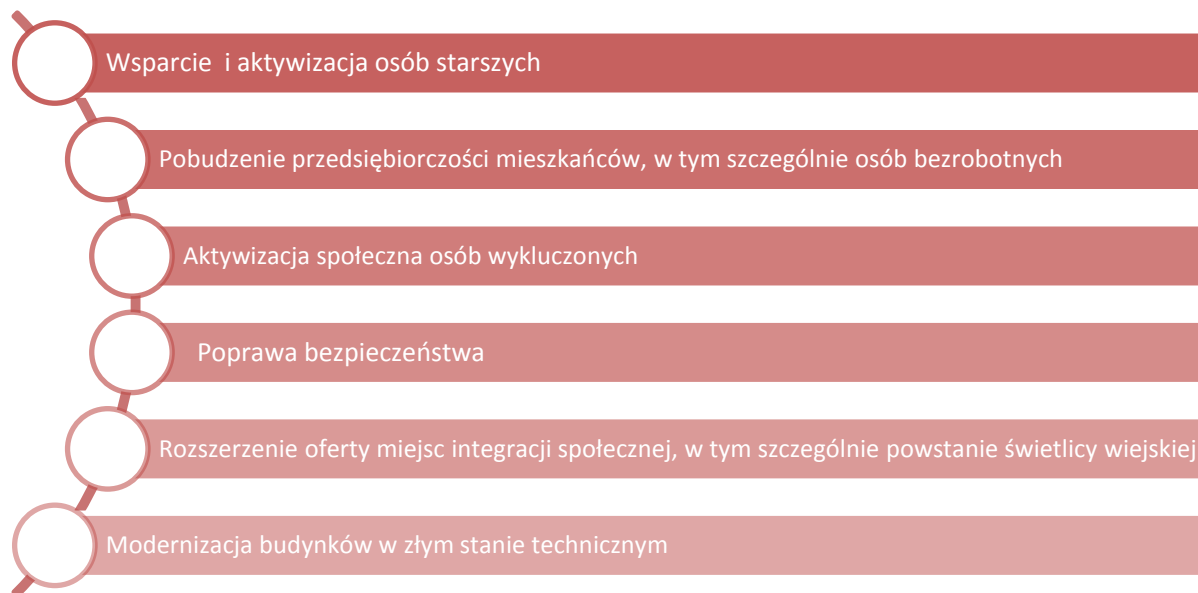 Wsparcie i aktywizacja osób starszych
Pobudzenie przedsiębiorczości mieszkańców, w tym szczególnie osób bezrobotnych
Aktywizacja społeczna osób wykluczonych
Poprawa bezpieczeństwa
Rozszerzenie oferty miejsc integracji społecznej, w tym szczególnie powstanie świetlicy wiejskiej
Modernizacja budynków w złym stanie technicznym